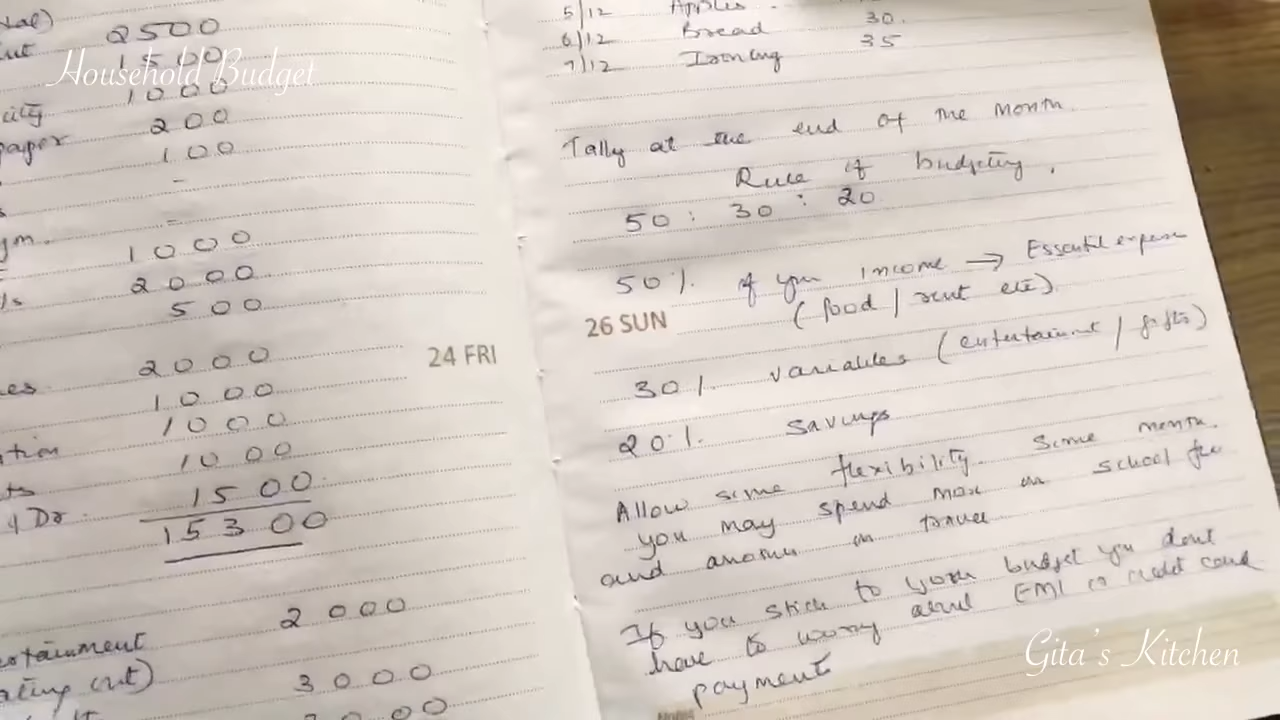 2500
1500
1000
200
100
-
-
1000
2000
500
2000
24 FRI
1000
1000
1000
& Dr. 1500
15300
2000
3000
5/12 Apples
6/12 Bread 30.
7/12 Ironing 35
Tally at the end of the month.
Rule of budgeting.
50 : 30 : 20
50% of your income → Essential expense
(food / rent etc).
26 SUN
30% variables (entertainment / gifts)
20%. Savings
Allow some flexibility. Some month.
you may spend more on school fee
and another on travel
If you stick to your budget you dont
have to worry about EMI or credit card
payment
Household Budget
Gita's Kitchen